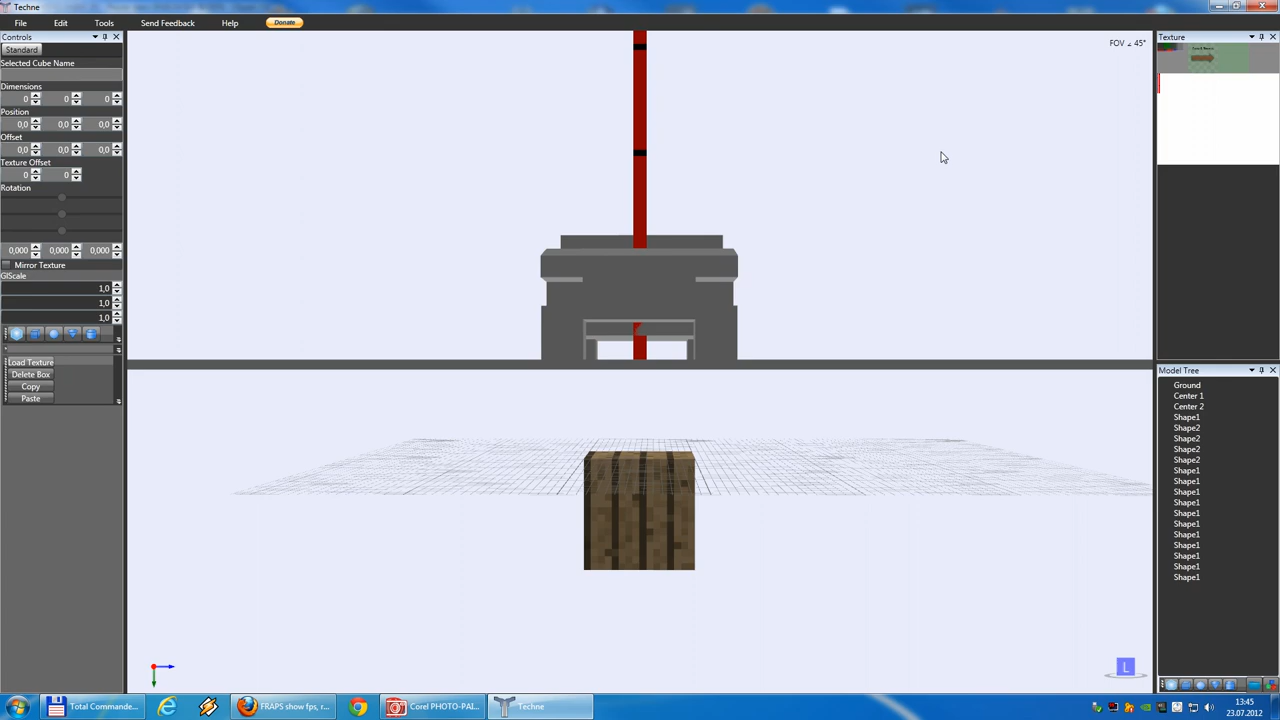 Techne
File Edit Tools Send Feedback Help Donate
Controls
Standard
Selected Cube Name
Dimensions
0 0 0
Position
0,0 0,0 0,0
Offset
0,0 0,0 0,0
Texture Offset
0 0
Rotation
0,000 0,000 0,000
Mirror Texture
GlScale
1,0
1,0
1,0
Load Texture
Delete Box
Copy
Paste
FOV ∠ 45°
L
Texture
Model Tree
Ground
Center 1
Center 2
Shape1
Shape2
Shape2
Shape2
Shape2
Shape1
Shape1
Shape1
Shape1
Shape1
Shape1
Shape1
Shape1
Shape1
Shape1
Shape1
Total Commande... FRAPS show fps, r... Corel PHOTO-PAI... Techne
13:45
23.07.2012